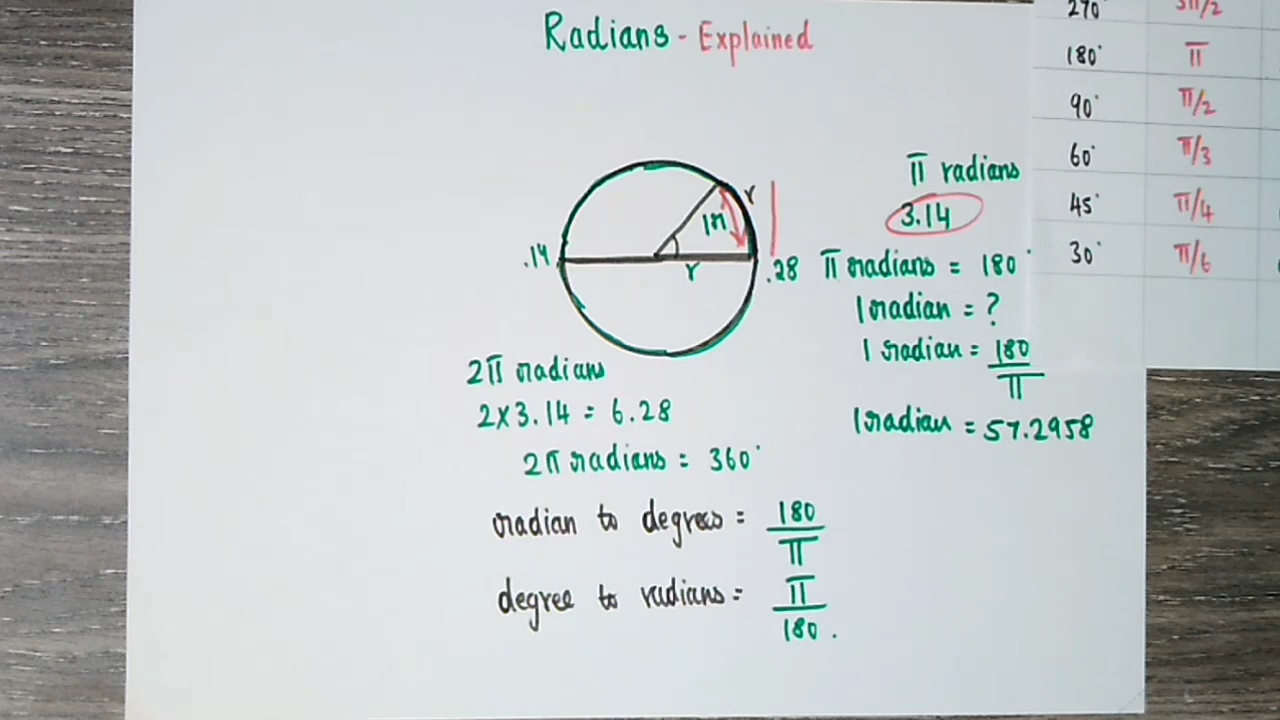 Radians - Explained
270° 3π/2
180° π
90° π/2
60° π/3
45° π/4
30° π/6
r
1r
r
.14
.28
π radians
3.14
π radians = 180°
1 radian = ?
1 radian = 180/π
1 radian = 57.2958
2π radians
2x3.14 = 6.28
2π radians = 360°
radian to degrees = 180/π
degree to radians = π/180.